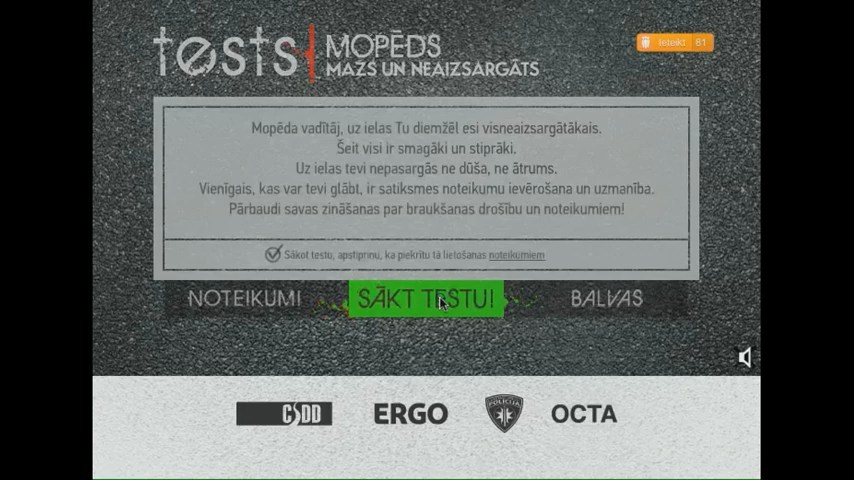 tests
MOPĒDS
MAZS UN NEAIZSARGĀTS
Ieteikt 81
Mopēda vadītāj, uz ielas Tu diemžēl esi visneaizsargātākais.
Šeit visi ir smagāki un stiprāki.
Uz ielas tevi nepasargās ne dūša, ne ātrums.
Vienīgais, kas var tevi glābt, ir satiksmes noteikumu ievērošana un uzmanība.
Pārbaudi savas zināšanas par braukšanas drošību un noteikumiem!
Sākot testu, apstiprinu, ka piekrītu tā lietošanas noteikumiem
NOTEIKUMI
SĀKT TESTU!
BALVAS
CSDD
ERGO
POLICIJA
OCTA